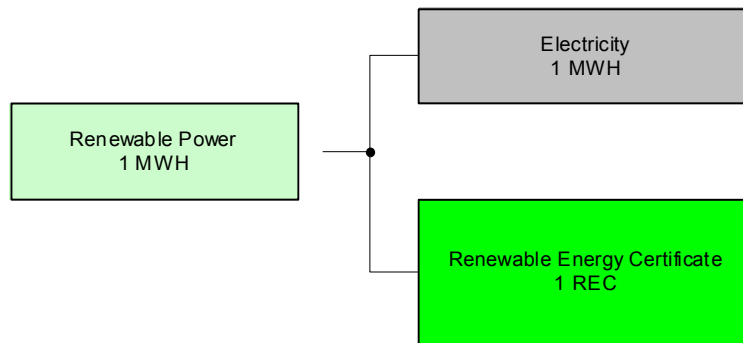 Electricity
1 MWH
Renewable Power
1 MWH
Renewable Energy Certificate
1 REC